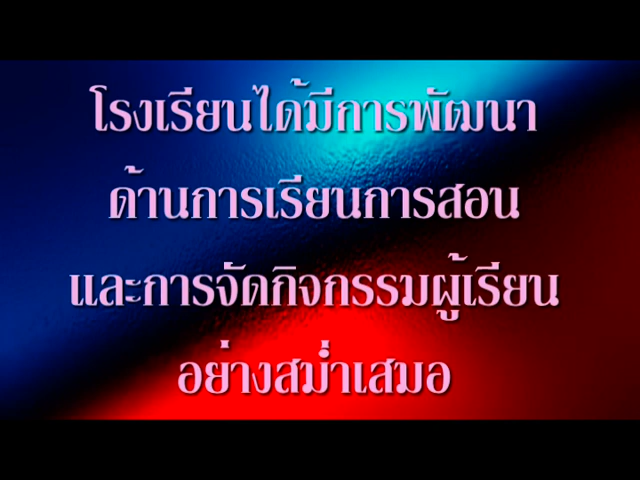 โรงเรียนได้มีการพัฒนา
ด้านการเรียนการสอน
และการจัดกิจกรรมผู้เรียน
อย่างสม่ำเสมอ